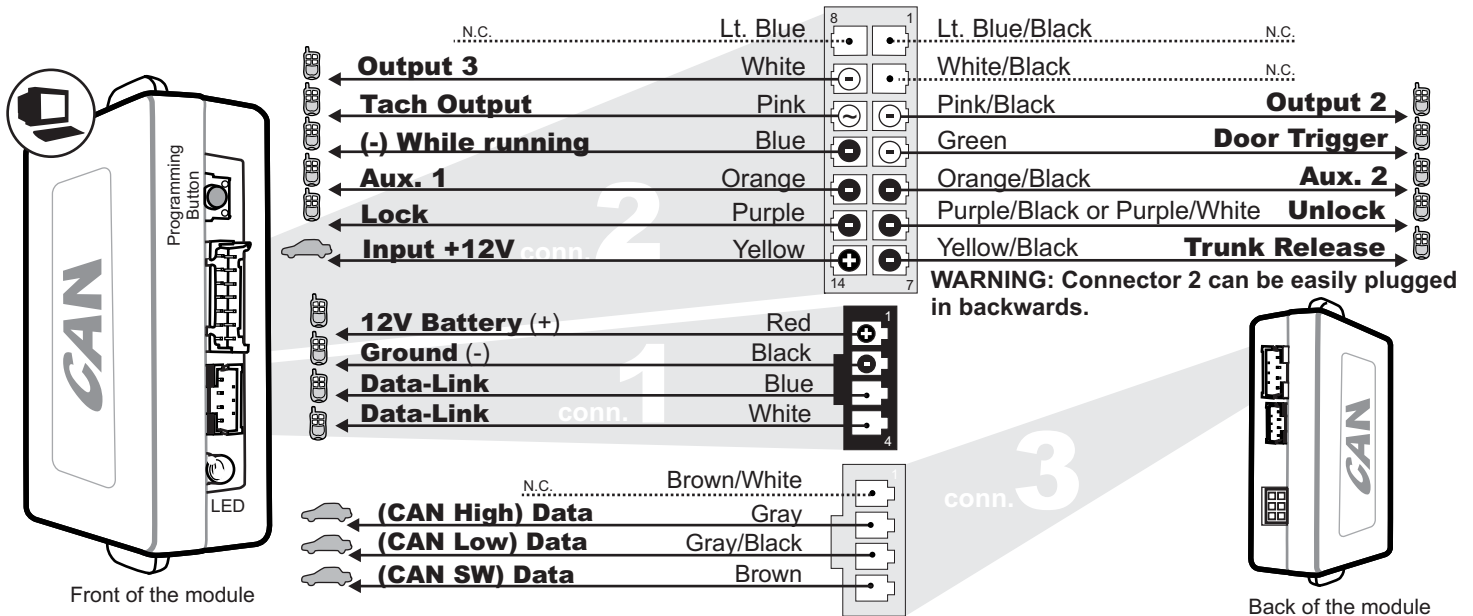 8 1
N.C. Lt. Blue Lt. Blue/Black N.C.
Output 3 White White/Black N.C.
Tach Output Pink Pink/Black Output 2
(-) While running Blue Green Door Trigger
Aux. 1 Orange Orange/Black Aux. 2
Lock Purple Purple/Black or Purple/White Unlock
Input +12V Yellow Yellow/Black Trunk Release
conn. 2
14 7
WARNING: Connector 2 can be easily plugged
in backwards.
12V Battery (+) Red 1
Ground (-) Black
Data-Link Blue
Data-Link White
conn. 1
4
N.C. Brown/White 1
(CAN High) Data Gray
(CAN Low) Data Gray/Black
(CAN SW) Data Brown
conn. 3
Programming
Button
CAN
LED
Front of the module
CAN
Back of the module